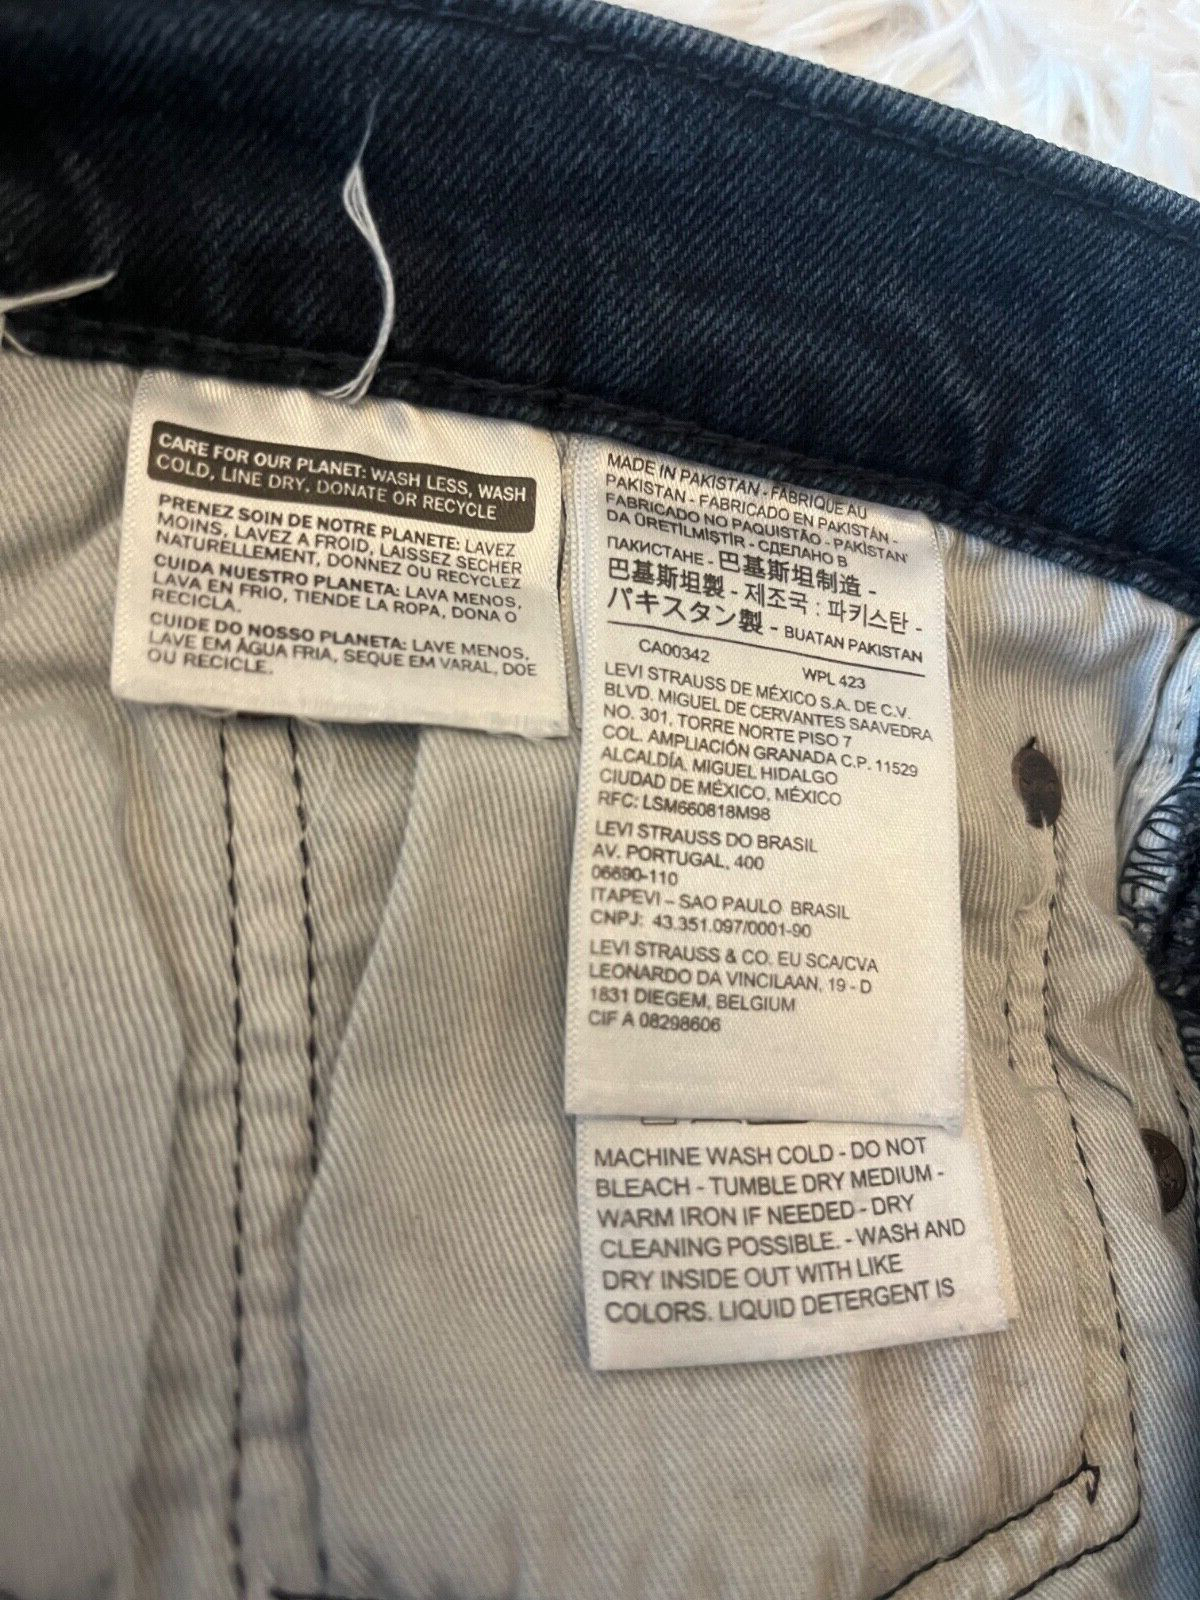 CARE FOR OUR PLANET: WASH LESS, WASH
COLD, LINE DRY, DONATE OR RECYCLE
PRENEZ SOIN DE NOTRE PLANETE: LAVEZ
MOINS, LAVEZ A FROID, LAISSEZ SECHER
NATURELLEMENT, DONNEZ OU RECYCLEZ
CUIDA NUESTRO PLANETA: LAVA MENOS,
LAVA EN FRIO, TIENDE LA ROPA, DONA O
RECICLA.
CUIDE DO NOSSO PLANETA: LAVE MENOS,
LAVE EM ÁGUA FRIA, SEQUE EM VARAL, DOE
OU RECICLE.
MADE IN PAKISTAN - FABRIQUÉ AU
PAKISTAN - FABRICADO EN PAKISTÁN -
FABRICADO NO PAQUISTÃO - PAKİSTAN'
DA ÜRETİLMİŞTİR - СДЕЛАНО В
ПАКИСТАНЕ - 巴基斯坦制造 -
巴基斯坦製 - 제조국 : 파키스탄 -
パキスタン製 - BUATAN PAKISTAN
CA00342 WPL 423
LEVI STRAUSS DE MÉXICO S.A. DE C.V.
BLVD. MIGUEL DE CERVANTES SAAVEDRA
NO. 301, TORRE NORTE PISO 7
COL. AMPLIACIÓN GRANADA C.P. 11529
ALCALDÍA. MIGUEL HIDALGO
CIUDAD DE MÉXICO, MÉXICO
RFC: LSM660818M98
LEVI STRAUSS DO BRASIL
AV. PORTUGAL, 400
06690-110
ITAPEVI – SAO PAULO BRASIL
CNPJ: 43.351.097/0001-90
LEVI STRAUSS & CO. EU SCA/CVA
LEONARDO DA VINCILAAN, 19 - D
1831 DIEGEM, BELGIUM
CIF A 08298606
MACHINE WASH COLD - DO NOT
BLEACH - TUMBLE DRY MEDIUM -
WARM IRON IF NEEDED - DRY
CLEANING POSSIBLE. - WASH AND
DRY INSIDE OUT WITH LIKE
COLORS. LIQUID DETERGENT IS